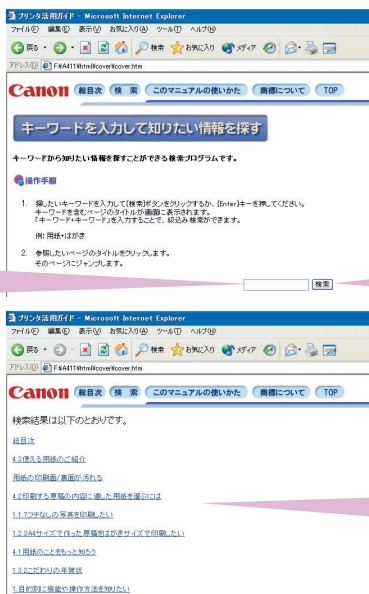 プリンタ活用ガイド - Microsoft Internet Explorer
ファイル(F) 編集(E) 表示(V) お気に入り(A) ツール(T) ヘルプ(H)
戻る 検索 お気に入り メディア
アドレス(D) F:¥A411¥html¥cover¥cover.htm
Canon 総目次 検 索 このマニュアルの使いかた 商標について TOP
キーワードを入力して知りたい情報を探す
キーワードから知りたい情報を探すことができる検索プログラムです。
操作手順
1. 探したいキーワードを入力して[検索]ボタンをクリックするか、[Enter]キーを押してください。
キーワードを含むページのタイトルが画面に表示されます。
「キーワード+キーワード」を入力することで、絞込み検索ができます。
例: 用紙+はがき
2. 参照したいページのタイトルをクリックします。
そのページにジャンプします。
検索
プリンタ活用ガイド - Microsoft Internet Explorer
ファイル(F) 編集(E) 表示(V) お気に入り(A) ツール(T) ヘルプ(H)
戻る 検索 お気に入り メディア
アドレス(D) F:¥A411¥html¥cover¥cover.htm
Canon 総目次 検 索 このマニュアルの使いかた 商標について TOP
検索結果は以下のとおりです。
総目次
4.3使える用紙のご紹介
用紙の印刷面/裏面が汚れる
4.2印刷する原稿の内容に適した用紙を選ぶには
1.1.7フチなしの写真を印刷したい
1.2.3A4サイズで作った原稿をはがきサイズで印刷したい
4.1用紙のことをもっと知ろう
1.3.2こだわりの年賀状
1.目的別に機能や操作方法を知りたい